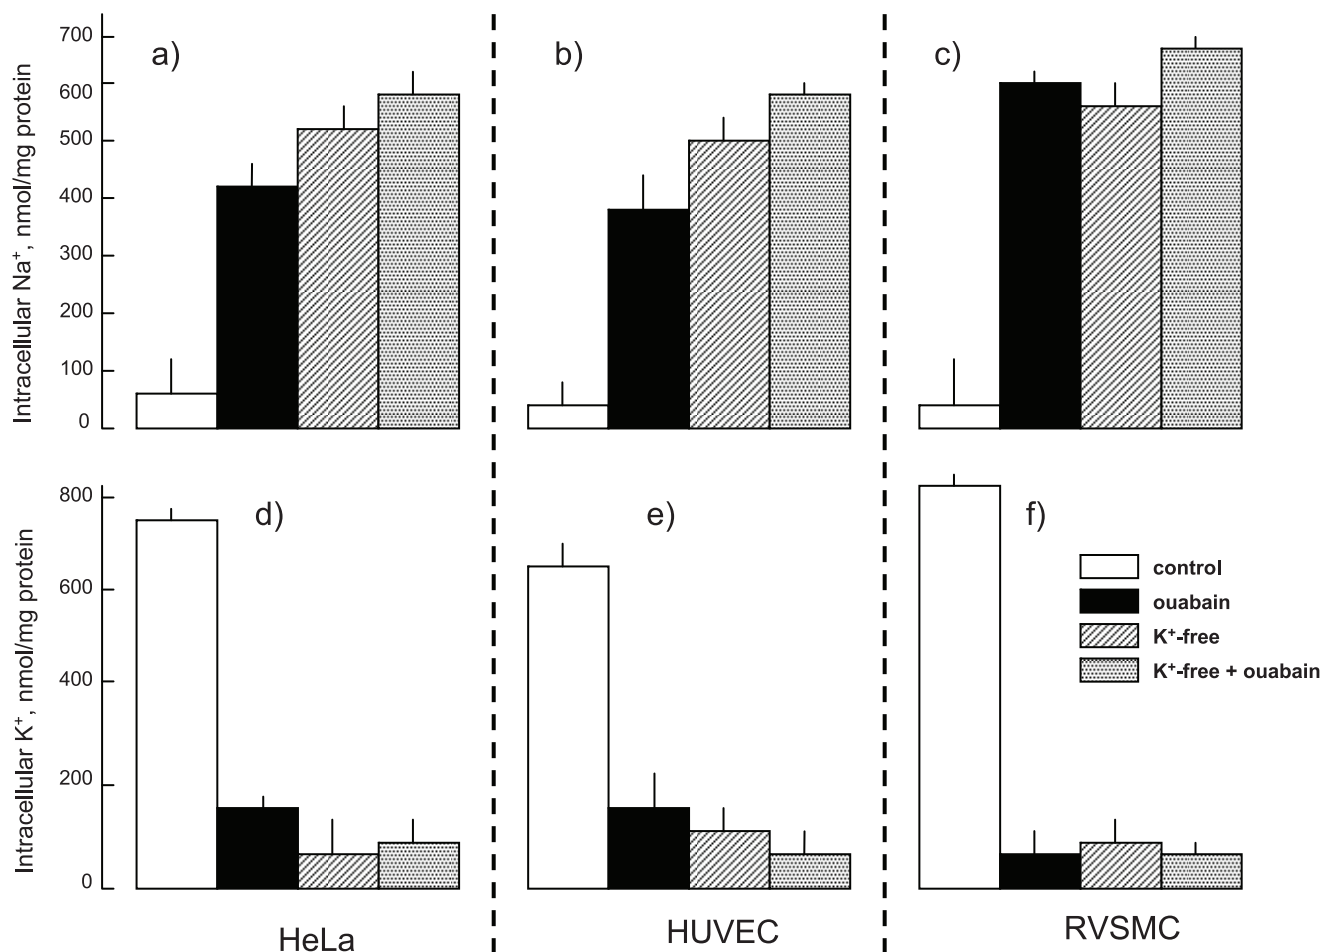 a)
b)
c)
Intracellular Na⁺, nmol/mg protein
700
600
500
400
300
200
100
0
d)
e)
f)
Intracellular K⁺, nmol/mg protein
800
600
400
200
0
control
ouabain
K⁺-free
K⁺-free + ouabain
HeLa
HUVEC
RVSMC